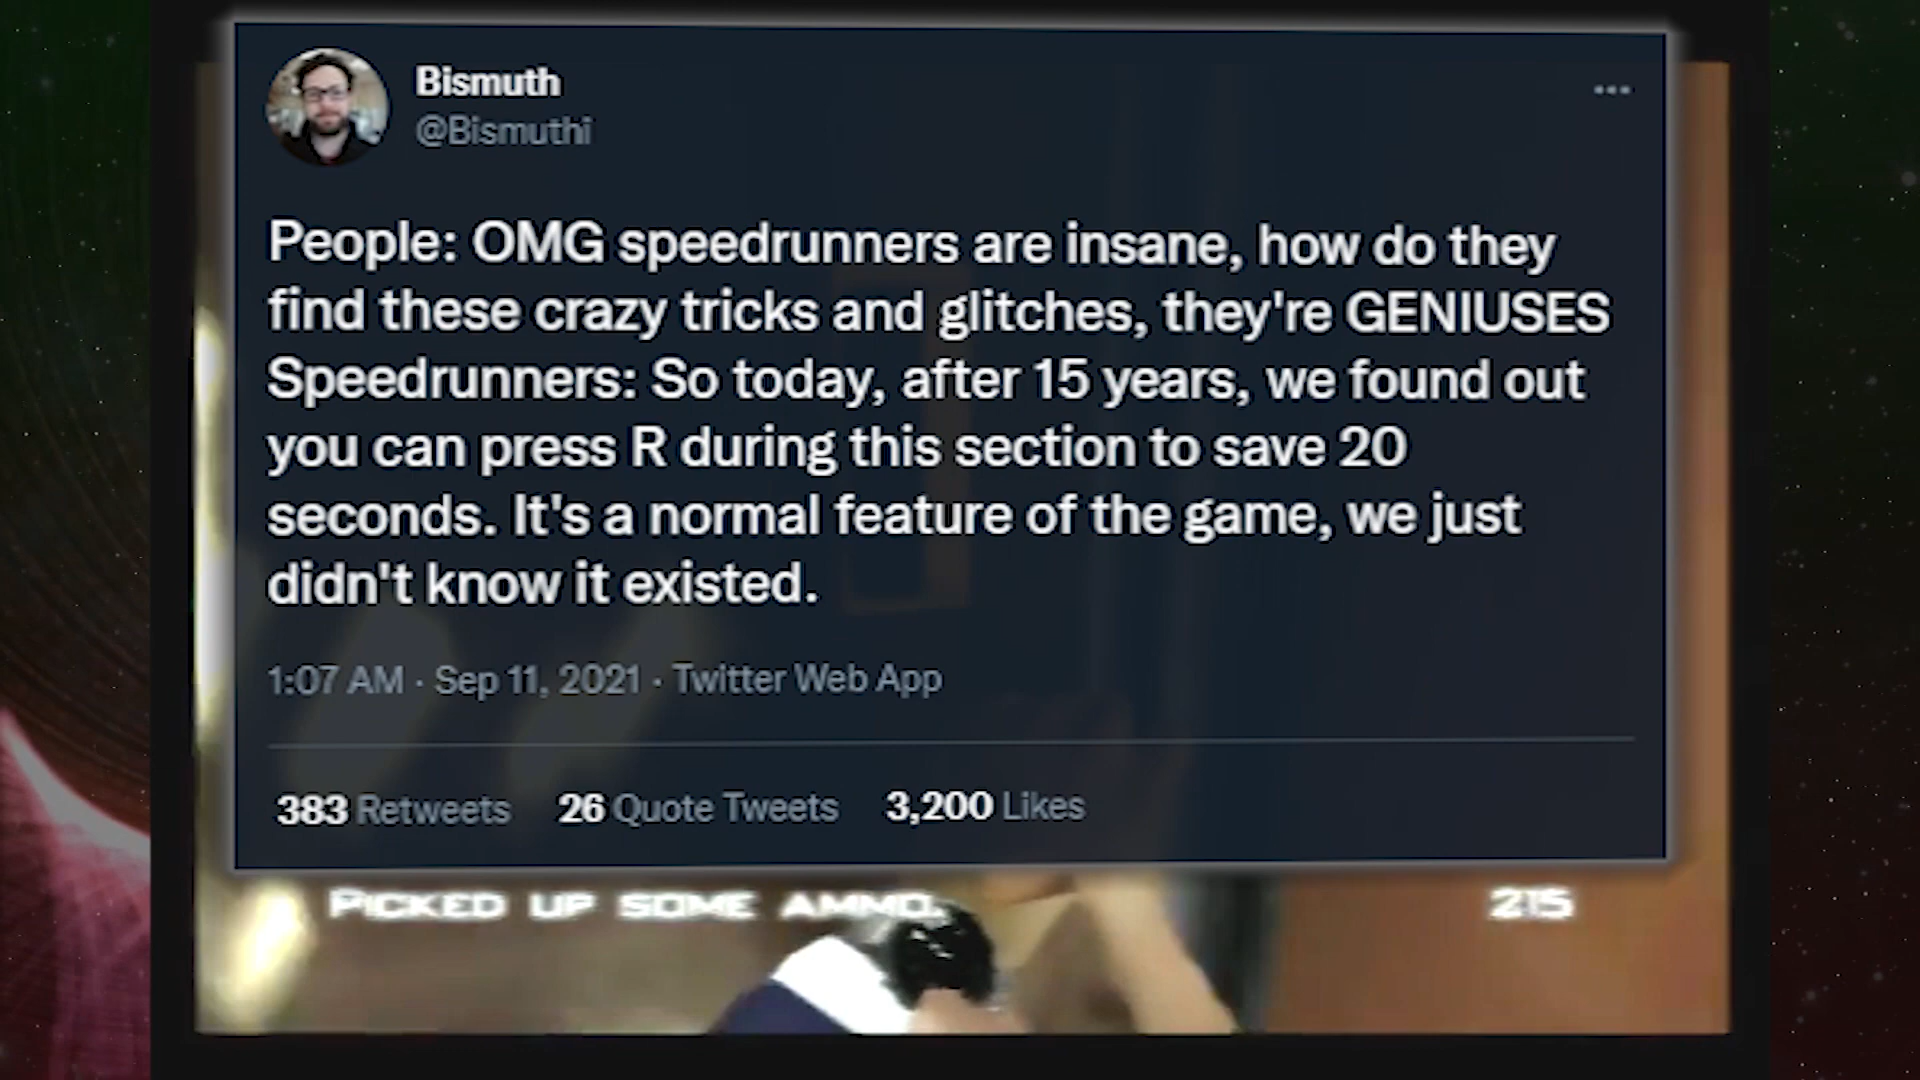 Bismuth
@Bismuthi
People: OMG speedrunners are insane, how do they
find these crazy tricks and glitches, they're GENIUSES
Speedrunners: So today, after 15 years, we found out
you can press R during this section to save 20
seconds. It's a normal feature of the game, we just
didn't know it existed.
1:07 AM · Sep 11, 2021 · Twitter Web App
383 Retweets 26 Quote Tweets 3,200 Likes
PICKED UP SOME AMMO. 215